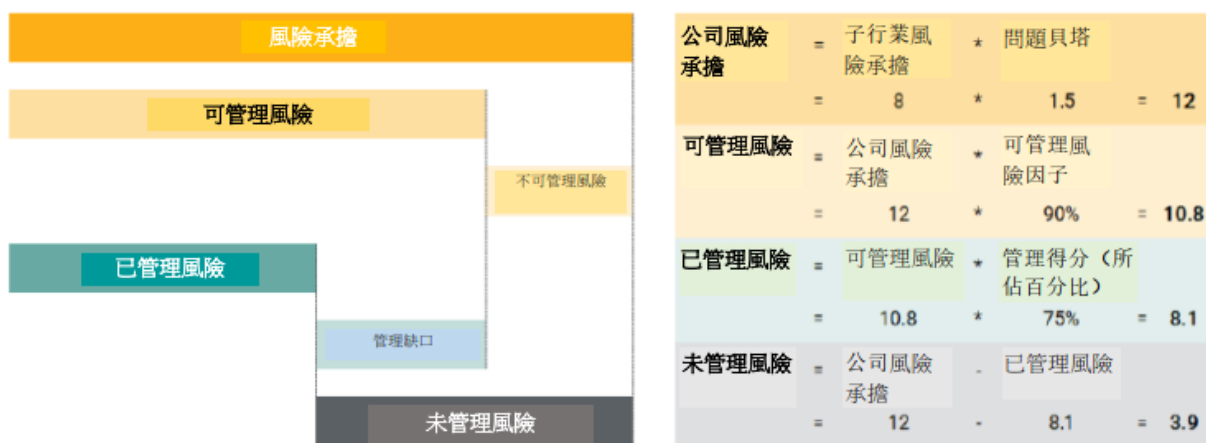 風險承擔
可管理風險
不可管理風險
已管理風險
管理缺口
未管理風險
公司風險
承擔
=
子行業風
險承擔
*
問題貝塔
= 8 * 1.5 = 12
可管理風險
=
公司風險
承擔
*
可管理風
險因子
= 12 * 90% = 10.8
已管理風險 = 可管理風險 * 管理得分（所
佔百分比）
= 10.8 * 75% = 8.1
未管理風險 = 公司風險
承擔
- 已管理風險
= 12 - 8.1 = 3.9